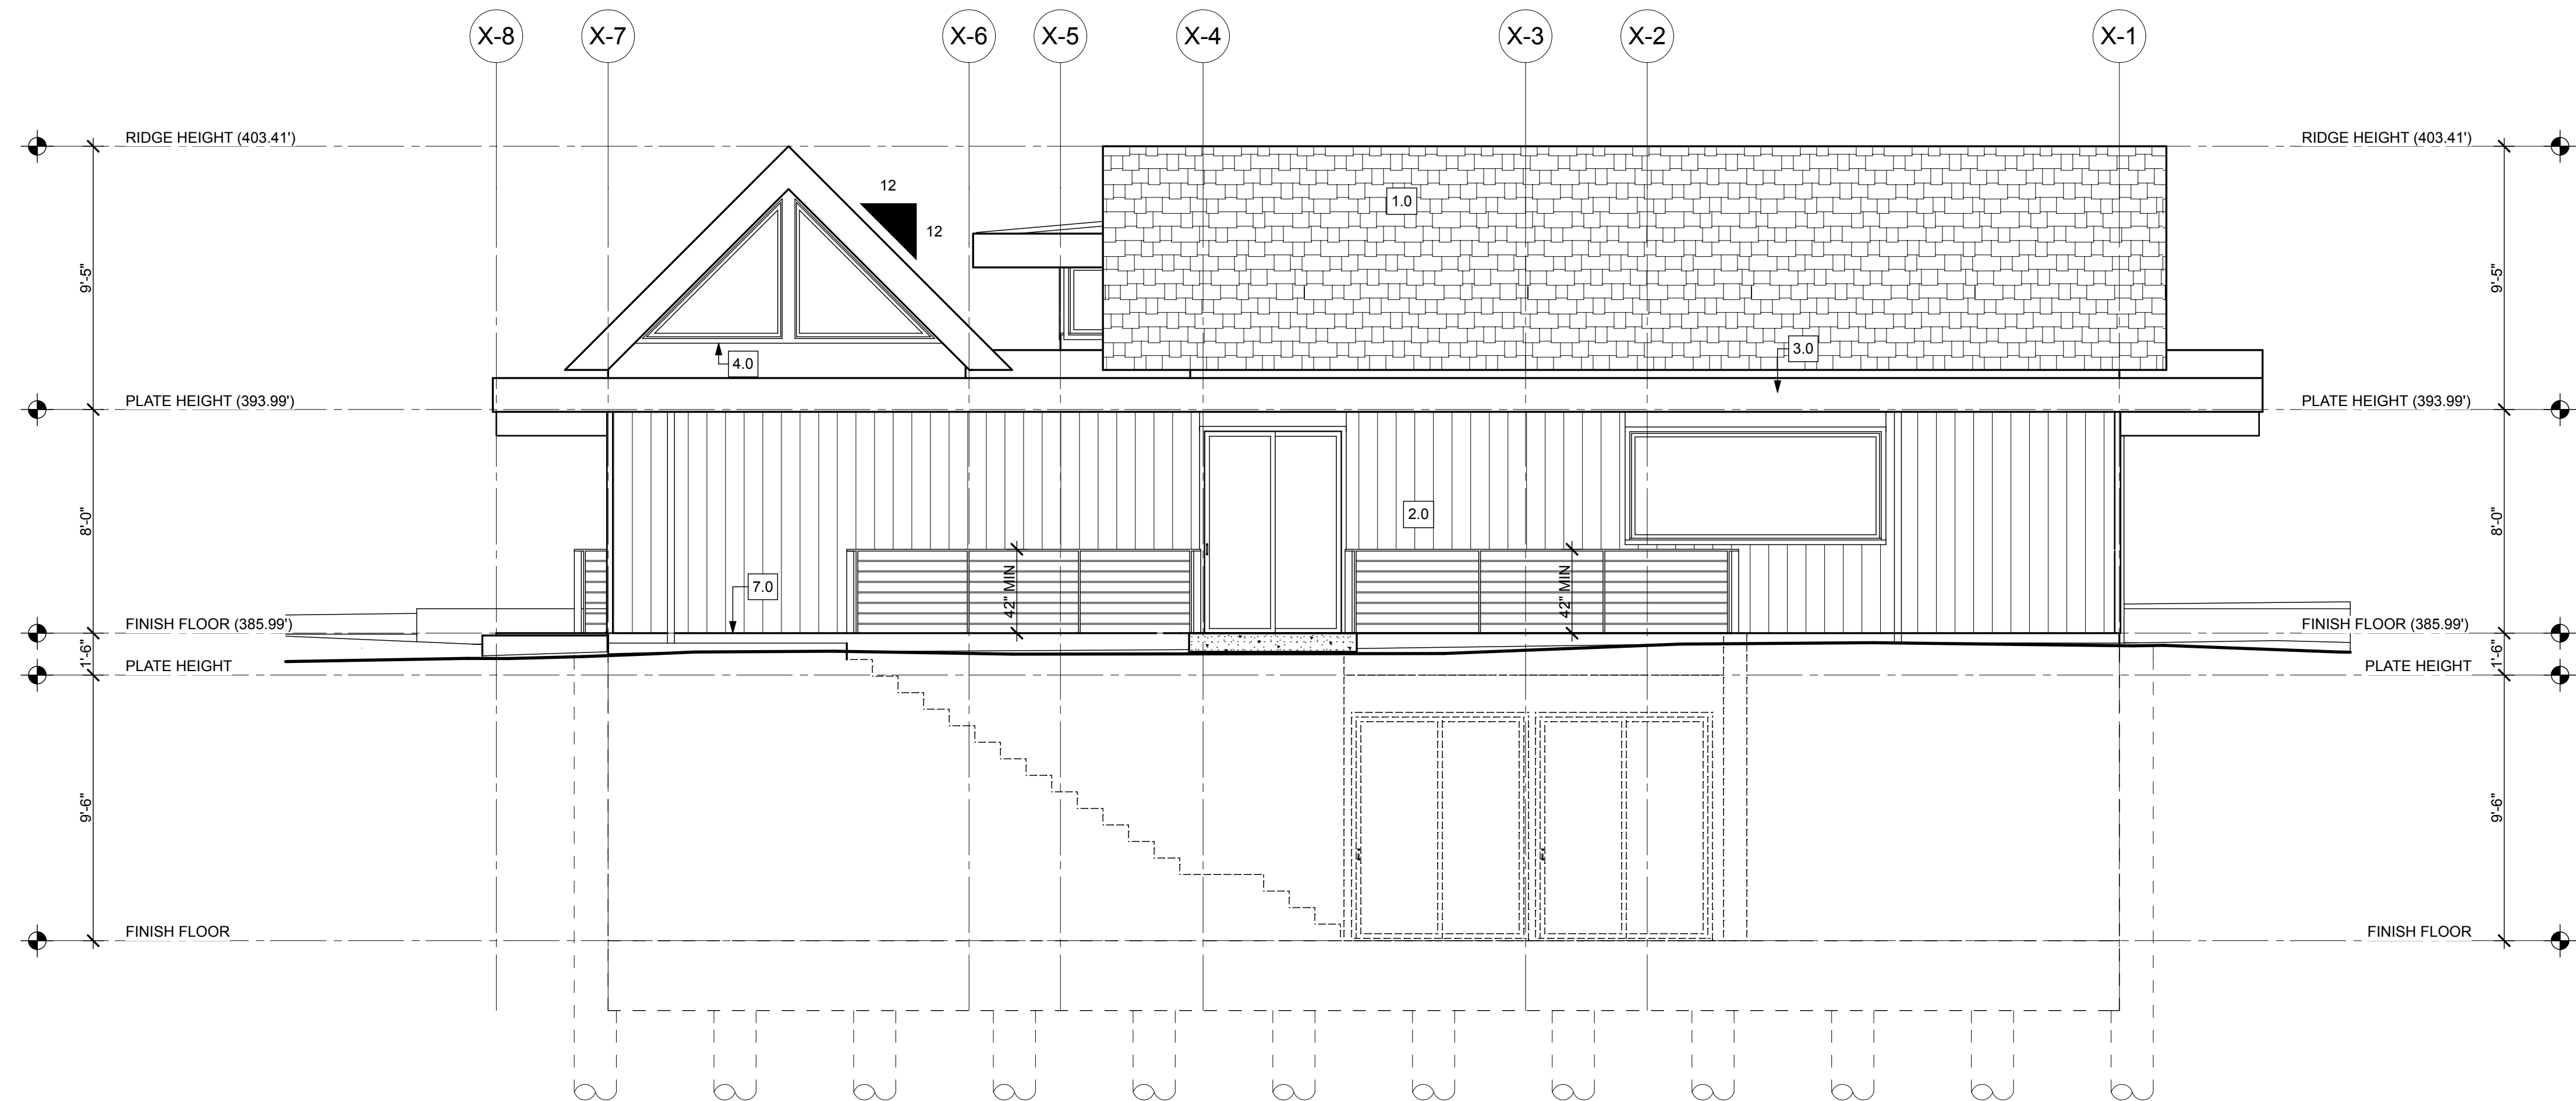 X-8 X-7 X-6 X-5 X-4 X-3 X-2 X-1
RIDGE HEIGHT (403.41') RIDGE HEIGHT (403.41')
12
12
1.0
9'-5" 9'-5"
3.0
4.0
PLATE HEIGHT (393.99') PLATE HEIGHT (393.99')
8'-0" 2.0 8'-0"
7.0 42" MIN 42" MIN
FINISH FLOOR (385.99') FINISH FLOOR (385.99')
1'-6" 1'-6"
PLATE HEIGHT PLATE HEIGHT
9'-6" 9'-6"
FINISH FLOOR FINISH FLOOR